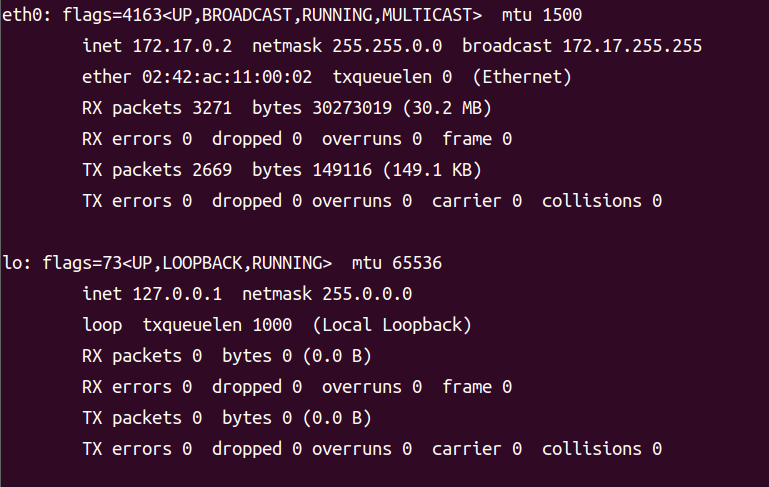 eth0: flags=4163<UP,BROADCAST,RUNNING,MULTICAST>  mtu 1500
        inet 172.17.0.2  netmask 255.255.0.0  broadcast 172.17.255.255
        ether 02:42:ac:11:00:02  txqueuelen 0  (Ethernet)
        RX packets 3271  bytes 30273019 (30.2 MB)
        RX errors 0  dropped 0  overruns 0  frame 0
        TX packets 2669  bytes 149116 (149.1 KB)
        TX errors 0  dropped 0 overruns 0  carrier 0  collisions 0

lo: flags=73<UP,LOOPBACK,RUNNING>  mtu 65536
        inet 127.0.0.1  netmask 255.0.0.0
        loop  txqueuelen 1000  (Local Loopback)
        RX packets 0  bytes 0 (0.0 B)
        RX errors 0  dropped 0  overruns 0  frame 0
        TX packets 0  bytes 0 (0.0 B)
        TX errors 0  dropped 0 overruns 0  carrier 0  collisions 0